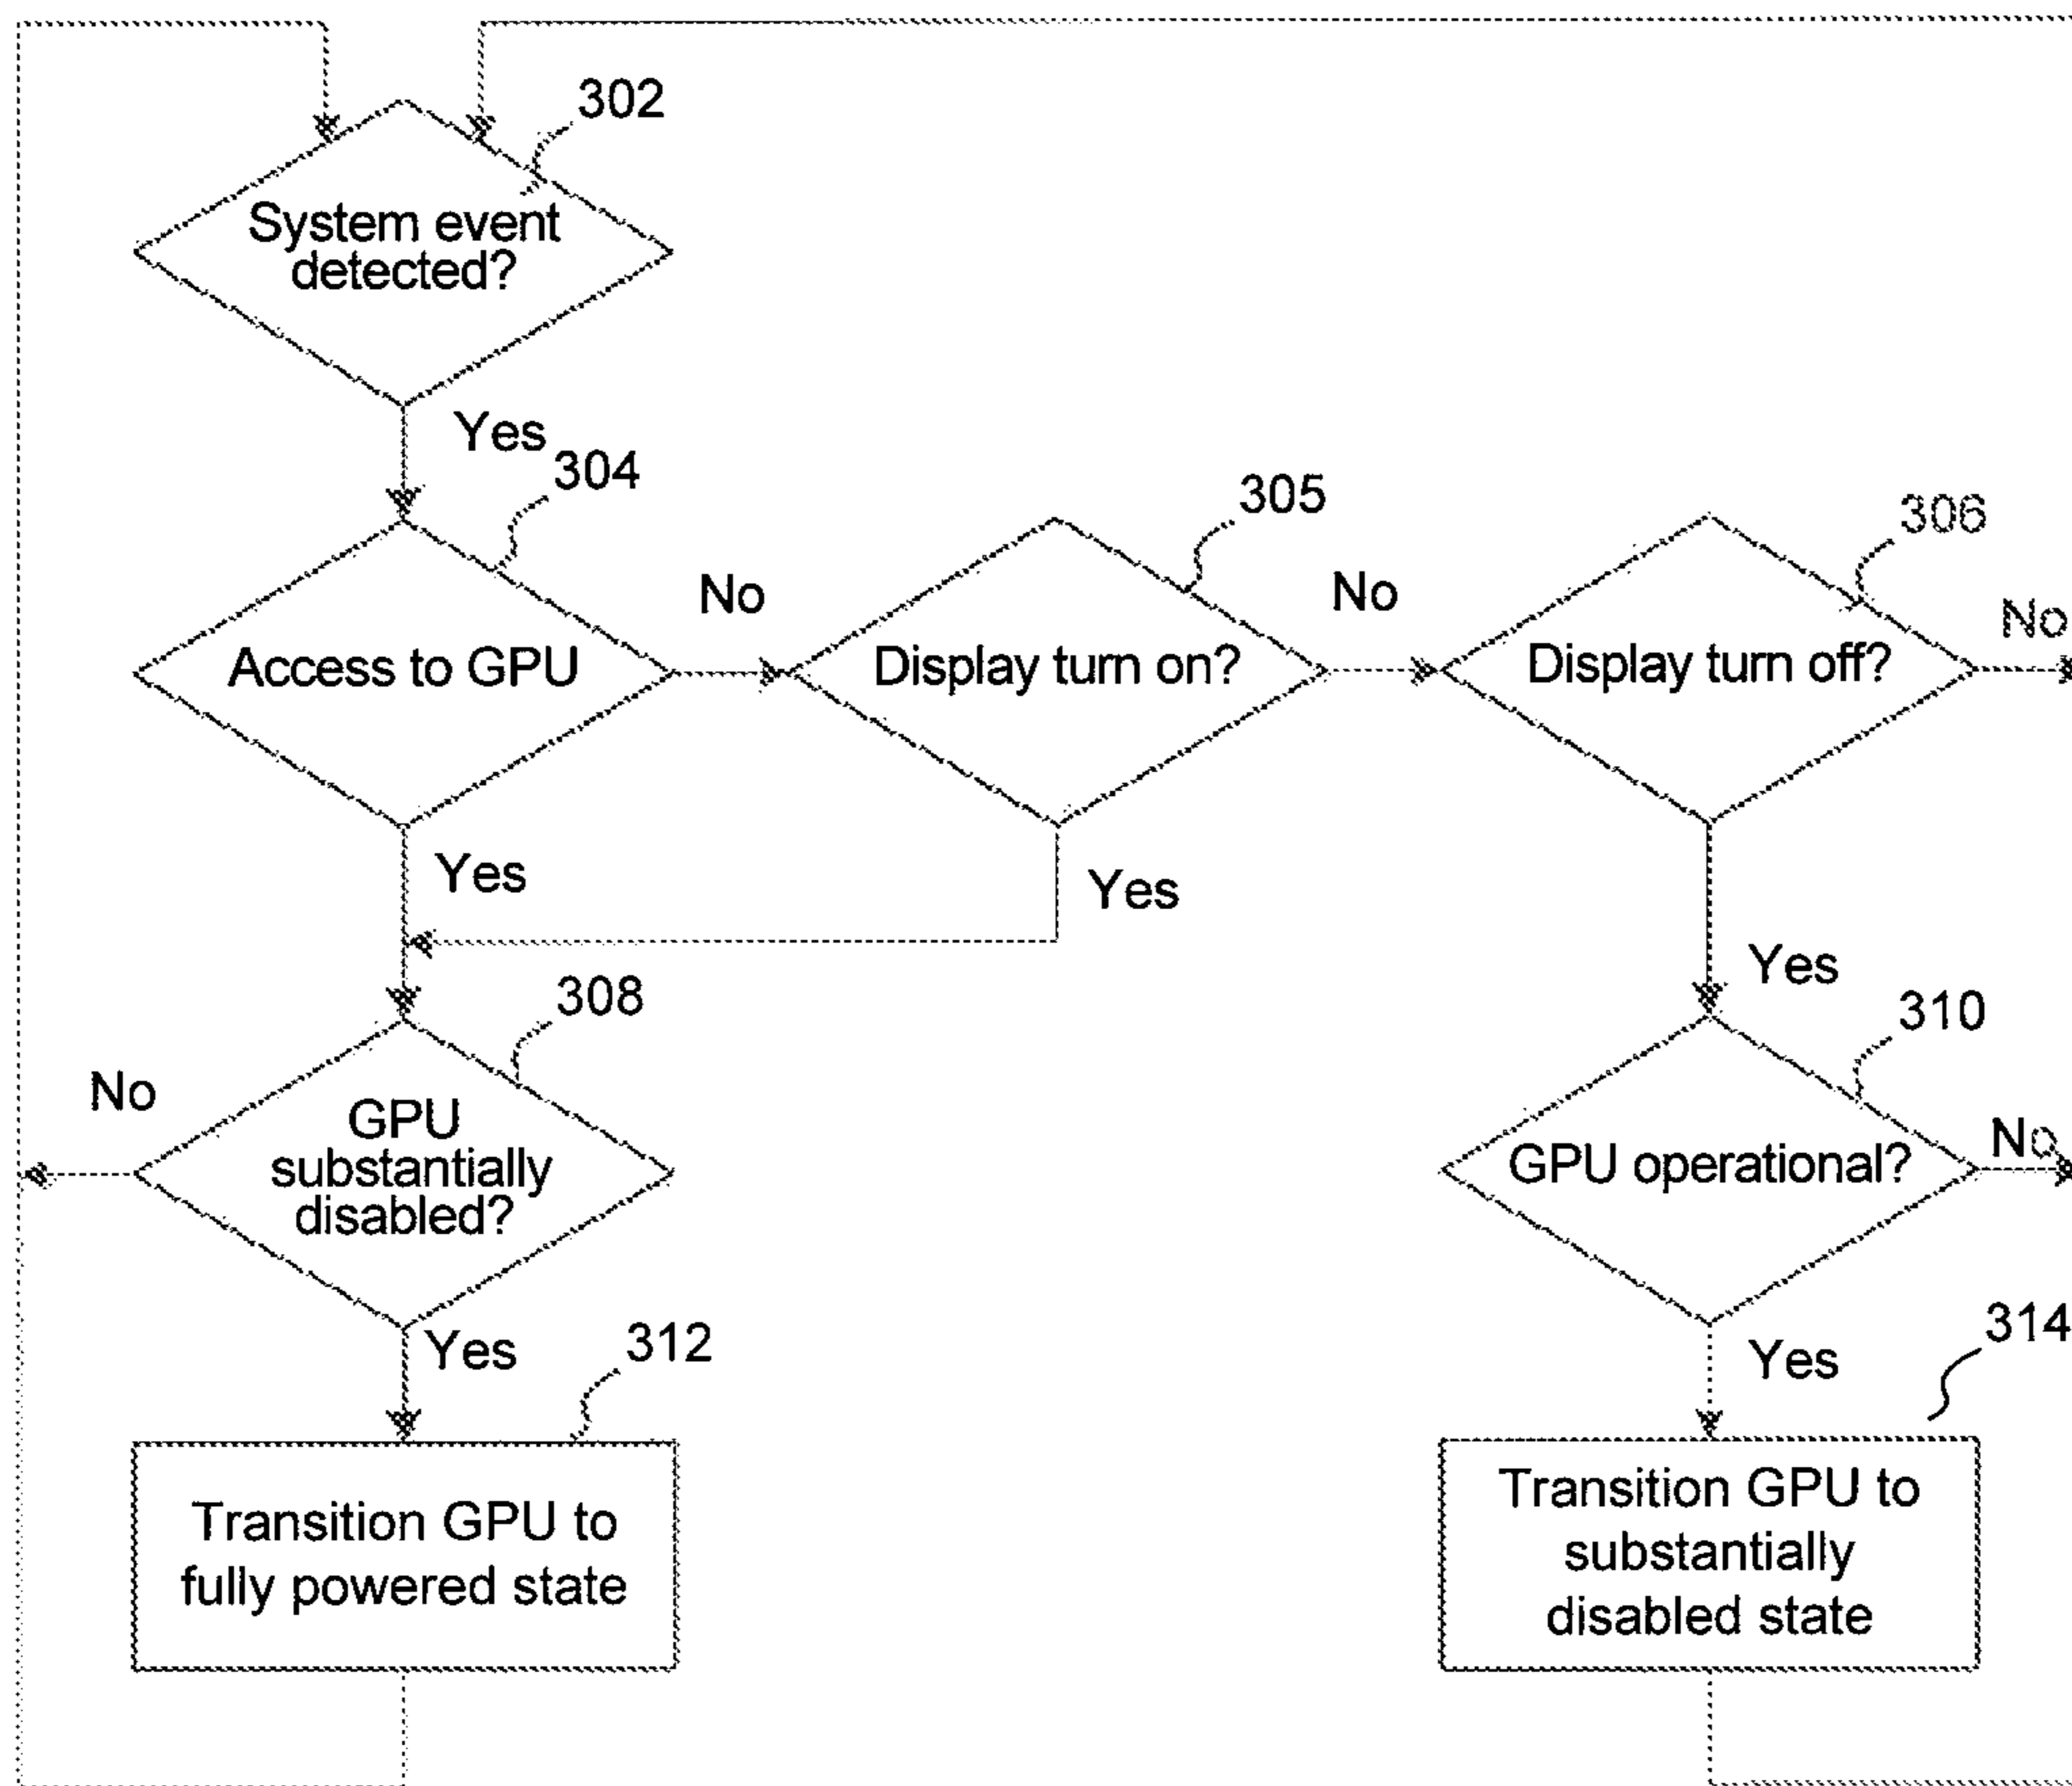 302
System event
detected?
Yes
304
Access to GPU
No
305
Display turn on?
No
306
Display turn off?
No
Yes
Yes
Yes
308
GPU
substantially
disabled?
No
310
GPU operational?
No
Yes
312
Transition GPU to
fully powered state
Yes
314
Transition GPU to
substantially
disabled state